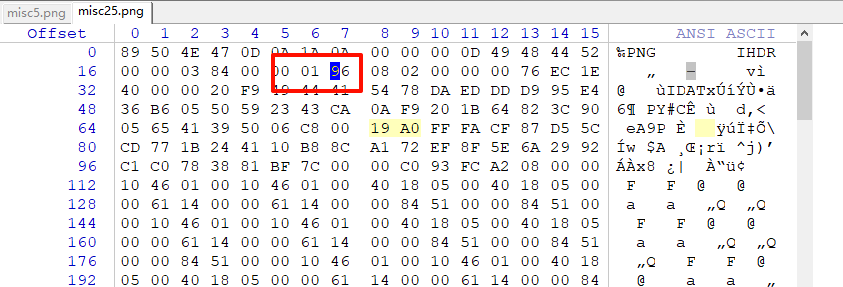 misc5.png misc25.png
Offset 0 1 2 3 4 5 6 7 8 9 10 11 12 13 14 15 ANSI ASCII
0 89 50 4E 47 0D 0A 1A 0A 00 00 00 0D 49 48 44 52 ‰PNG IHDR
16 00 00 03 84 00 00 01 96 08 02 00 00 00 76 EC 1E „ – vì
32 40 00 00 20 F9 49 44 41 54 78 DA ED DD D9 95 E4 @ ùIDATxÚíÝÙ•ä
48 36 B6 05 50 59 23 43 CA 0A F9 20 1B 64 82 3C 90 6¶ PY#CÊ ù d‚<
64 05 65 41 39 50 06 C8 00 19 A0 FF FA CF 87 D5 5C eA9P È ÿúÏ‡Õ\
80 CD 77 1B 24 41 10 B8 8C A1 72 EF 8F 5E 6A 29 92 Íw $A ¸Œ¡rï ^j)’
96 C1 C0 78 38 81 BF 7C 00 00 C0 93 FC A2 08 00 00 ÁÀx8 ¿| À“ü¢
112 10 46 01 00 10 46 01 00 40 18 05 00 40 18 05 00 F F @ @
128 00 61 14 00 00 61 14 00 00 84 51 00 00 84 51 00 a a „Q „Q
144 00 10 46 01 00 10 46 01 00 40 18 05 00 40 18 05 F F @ @
160 00 00 61 14 00 00 61 14 00 00 84 51 00 00 84 51 a a „Q „Q
176 00 00 84 51 00 00 10 46 01 00 00 10 46 01 00 40 18 „Q F F @
192 05 00 40 18 05 00 00 61 14 00 00 61 14 00 00 84 @ a a „